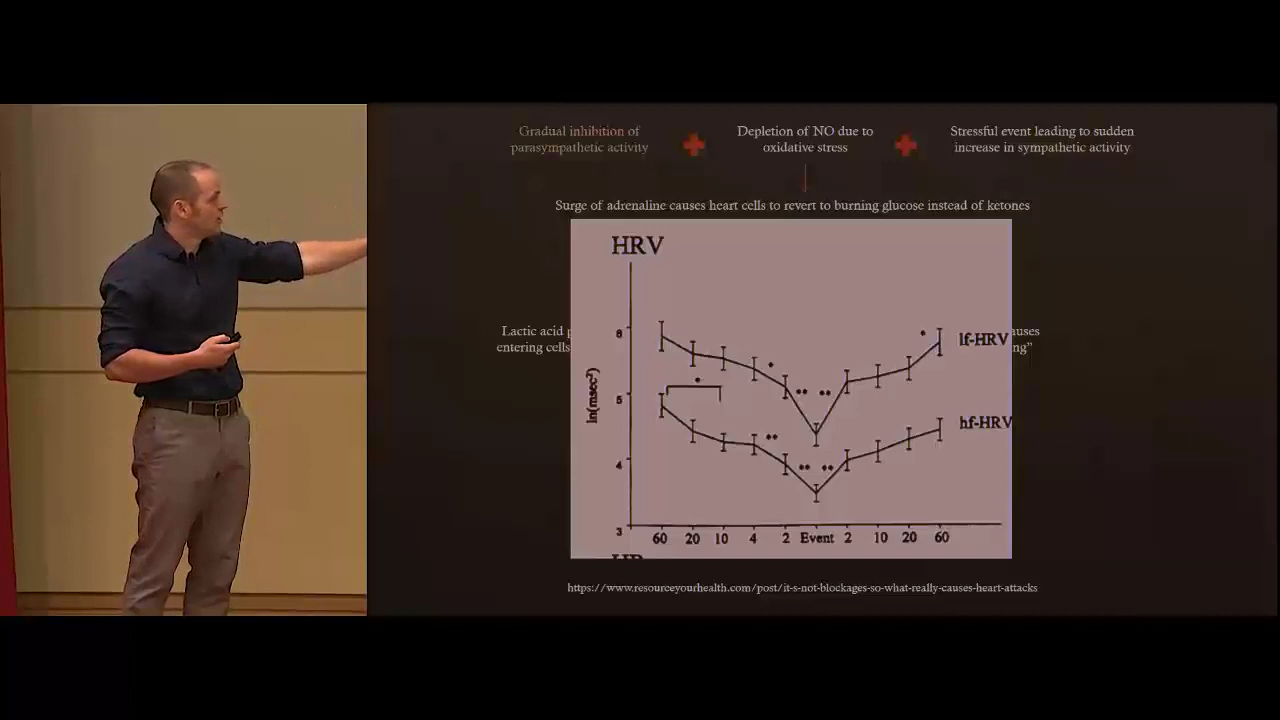 Gradual inhibition of
parasympathetic activity
Depletion of NO due to
oxidative stress
Stressful event leading to sudden
increase in sympathetic activity
Surge of adrenaline causes heart cells to revert to burning glucose instead of ketones
Lactic acid
entering cells
HRV
ln(msec²)
6
5
4
3
lf-HRV
hf-HRV
60 20 10 4 2 Event 2 10 20 60
https://www.resourceyourhealth.com/post/it-s-not-blockages-so-what-really-causes-heart-attacks